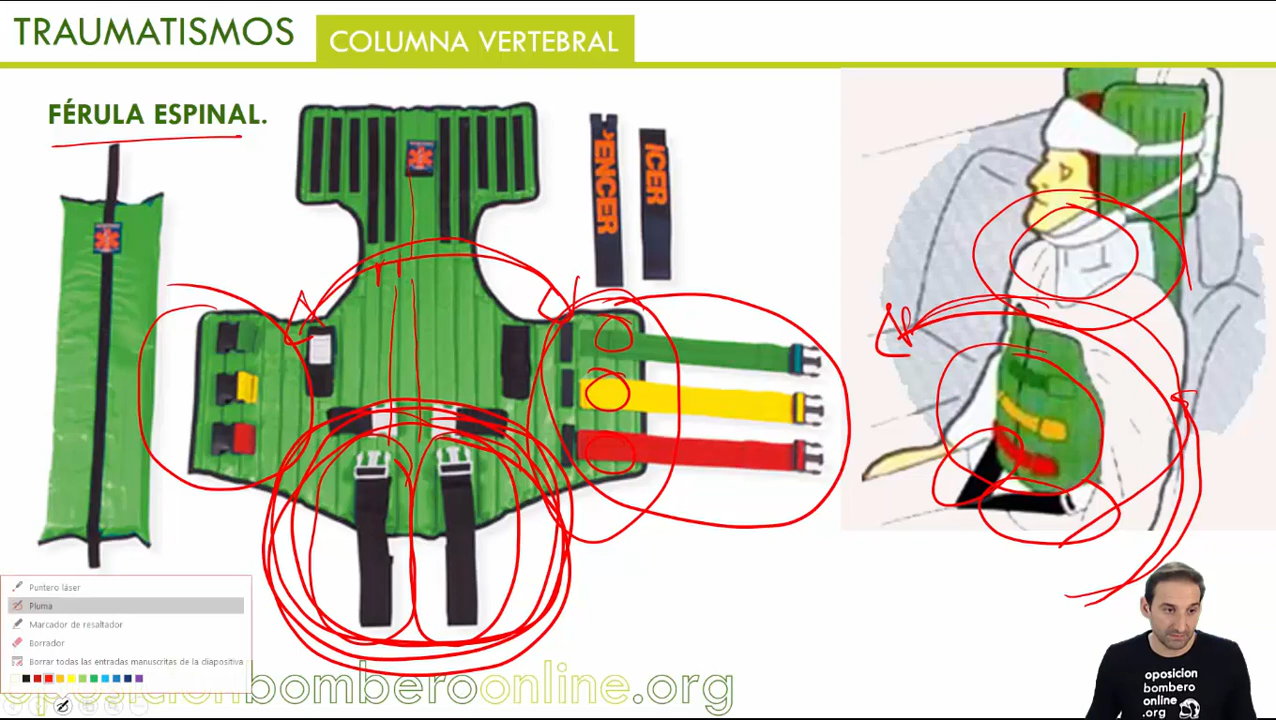 TRAUMATISMOS
COLUMNA VERTEBRAL
FÉRULA ESPINAL.
ENCER
ICER
Puntero láser
Pluma
Marcador de resaltador
Borrador
Borrar todas las entradas manuscritas de la diapositiva
oposicionbomberoonline.org
oposicion
bombero
online
.org